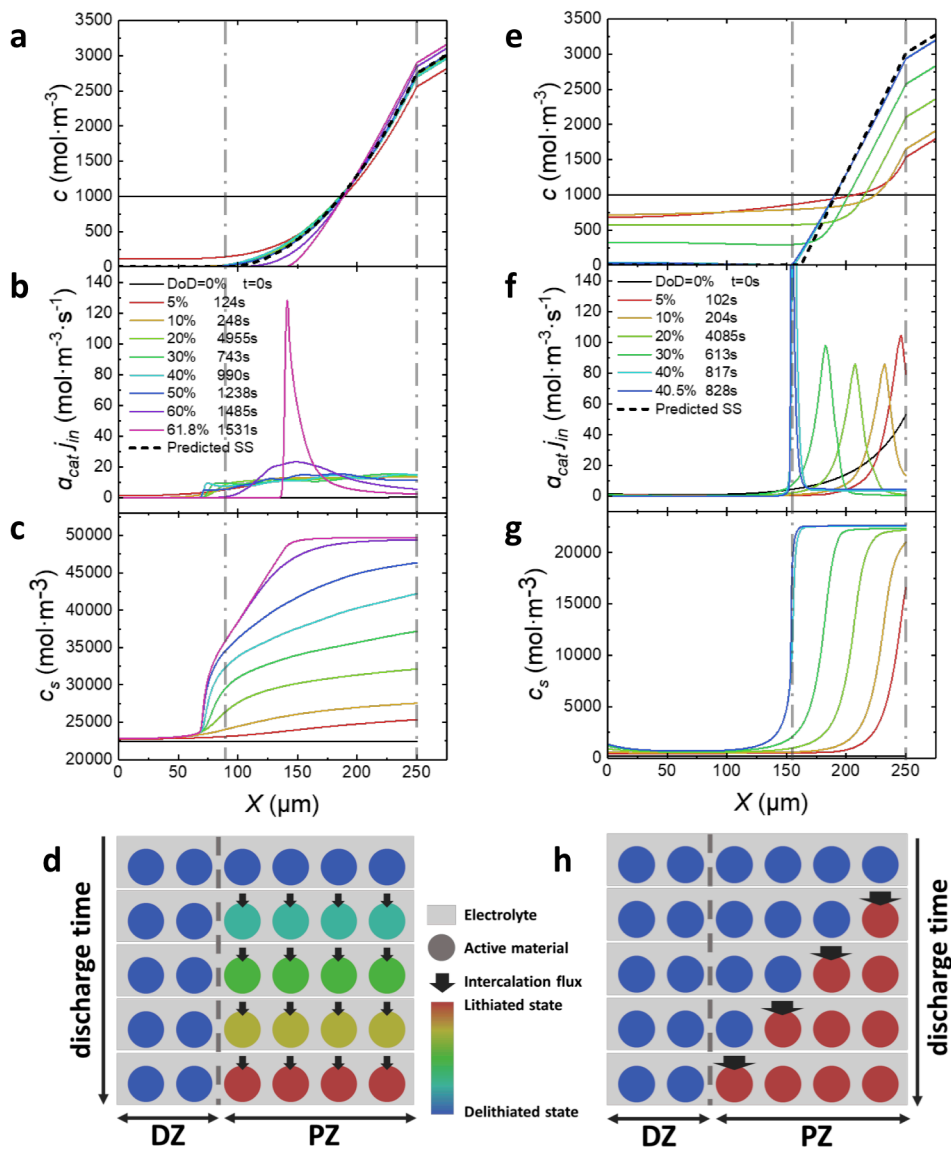 a
3500
3000
2500
2000
1500
1000
500
0
c (mol·m-3)
b
140
120
100
80
60
40
20
0
acat jin (mol·m-3·s-1)
DoD=0% t=0s
5% 124s
10% 248s
20% 4955s
30% 743s
40% 990s
50% 1238s
60% 1485s
61.8% 1531s
Predicted SS
c
50000
45000
40000
35000
30000
25000
20000
cs (mol·m-3)
0 50 100 150 200 250
X (µm)
e
3500
3000
2500
2000
1500
1000
500
0
c (mol·m-3)
f
140
120
100
80
60
40
20
0
acat jin (mol·m-3·s-1)
DoD=0% t=0s
5% 102s
10% 204s
20% 4085s
30% 613s
40% 817s
40.5% 828s
Predicted SS
g
20000
15000
10000
5000
0
cs (mol·m-3)
0 50 100 150 200 250
X (µm)
d
discharge time
DZ
PZ
Electrolyte
Active material
Intercalation flux
Lithiated state
Delithiated state
h
discharge time
DZ
PZ